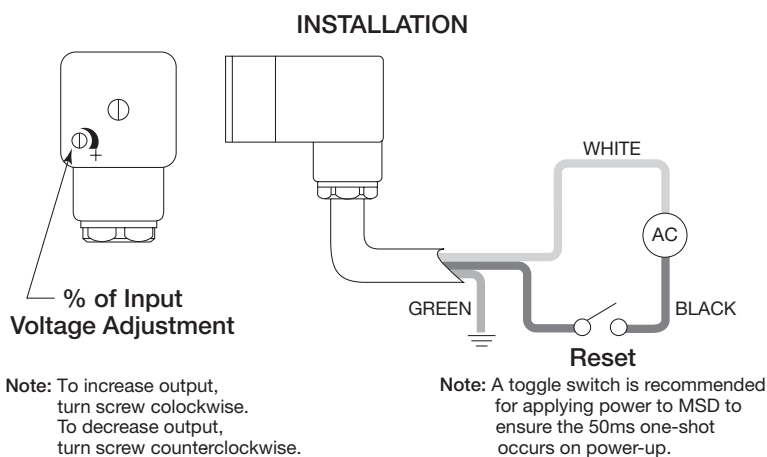 INSTALLATION
+
% of Input
Voltage Adjustment
WHITE
AC
GREEN
BLACK
Reset
Note: To increase output,
turn screw colockwise.
To decrease output,
turn screw counterclockwise.
Note: A toggle switch is recommended
for applying power to MSD to
ensure the 50ms one-shot
occurs on power-up.